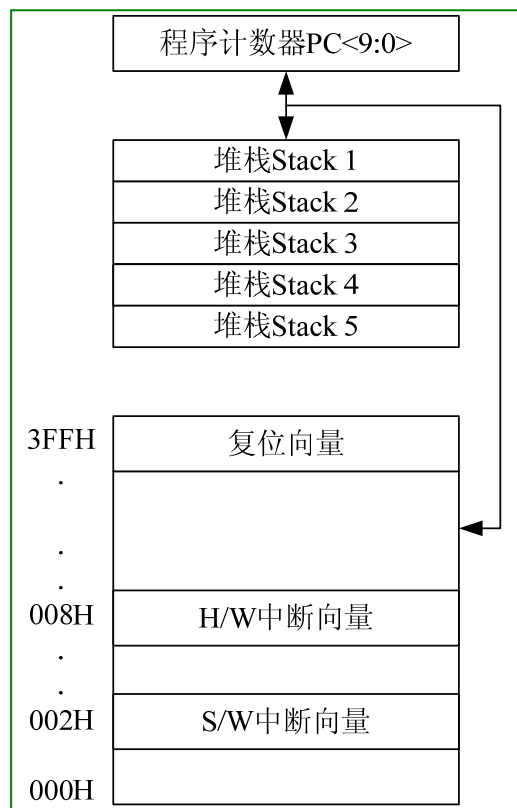 程序计数器PC<9:0>
堆栈Stack 1
堆栈Stack 2
堆栈Stack 3
堆栈Stack 4
堆栈Stack 5
3FFH 复位向量
.
.
.
008H H/W中断向量
.
.
002H S/W中断向量
000H